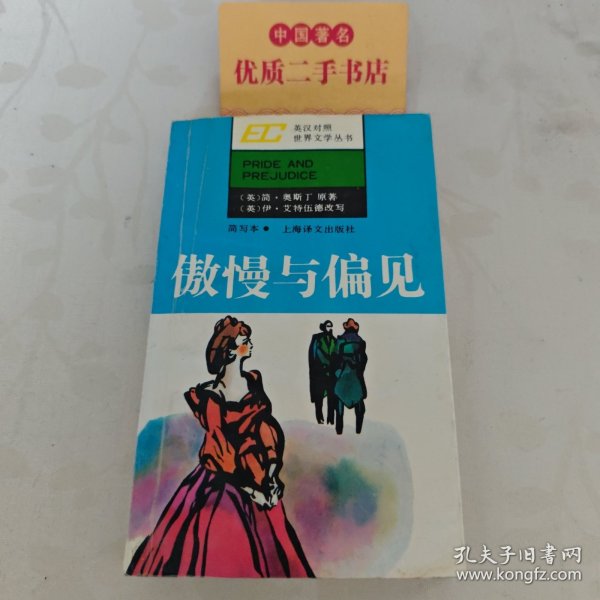 中国著名
优质二手书店
EC
英汉对照
世界文学丛书
PRIDE AND
PREJUDICE
（英）简·奥斯丁 原著
（英）伊·艾特伍德改写
简写本● 上海译文出版社
傲慢与偏见
孔夫子旧书网
www.kongfz.com